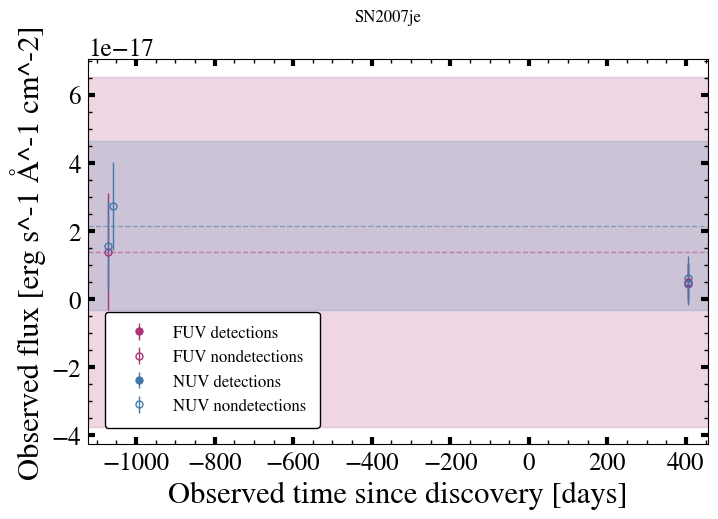 SN2007je
1e−17
Observed flux [erg s^-1 Å^-1 cm^-2]
6
4
2
0
−2
−4
FUV detections
FUV nondetections
NUV detections
NUV nondetections
−1000 −800 −600 −400 −200 0 200 400
Observed time since discovery [days]